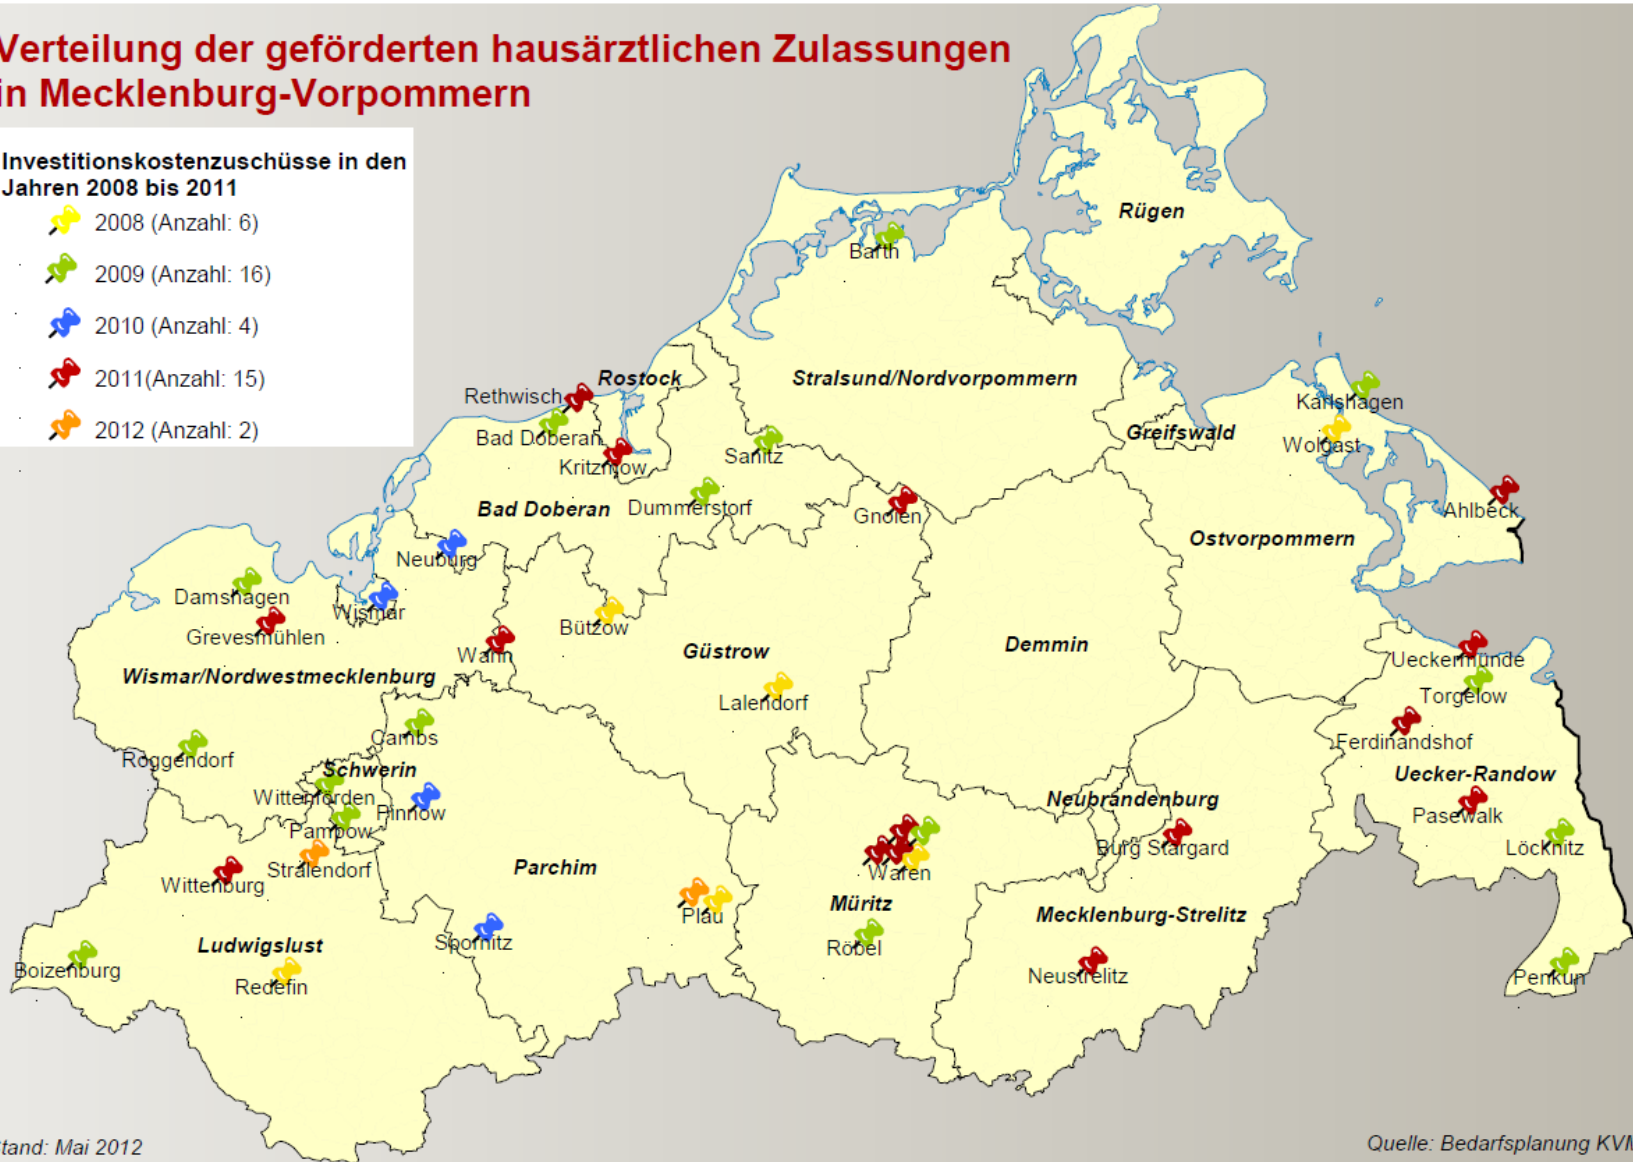 Verteilung der geförderten hausärztlichen Zulassungen
in Mecklenburg-Vorpommern
Investitionskostenzuschüsse in den
Jahren 2008 bis 2011
2008 (Anzahl: 6)
2009 (Anzahl: 16)
2010 (Anzahl: 4)
2011(Anzahl: 15)
2012 (Anzahl: 2)
Rügen
Barth
Rostock
Stralsund/Nordvorpommern
Rethwisch
Karlshagen
Bad Doberan
Greifswald
Wolgast
Kritzmow
Sanitz
Bad Doberan
Dummerstorf
Gnoien
Ahlbeck
Ostvorpommern
Neuburg
Damshagen
Wismar
Grevesmühlen
Bützow
Warin
Güstrow
Demmin
Ueckermünde
Wismar/Nordwestmecklenburg
Torgelow
Lalendorf
Cambs
Ferdinandshof
Roggendorf
Schwerin
Uecker-Randow
Wittenförden
Neubrandenburg
Pinnow
Pasewalk
Pampow
Burg Stargard
Löcknitz
Stralendorf
Parchim
Waren
Wittenburg
Müritz
Plau
Mecklenburg-Strelitz
Ludwigslust
Spornitz
Röbel
Boizenburg
Redefin
Neustrelitz
Penkun
Stand: Mai 2012
Quelle: Bedarfsplanung KVM